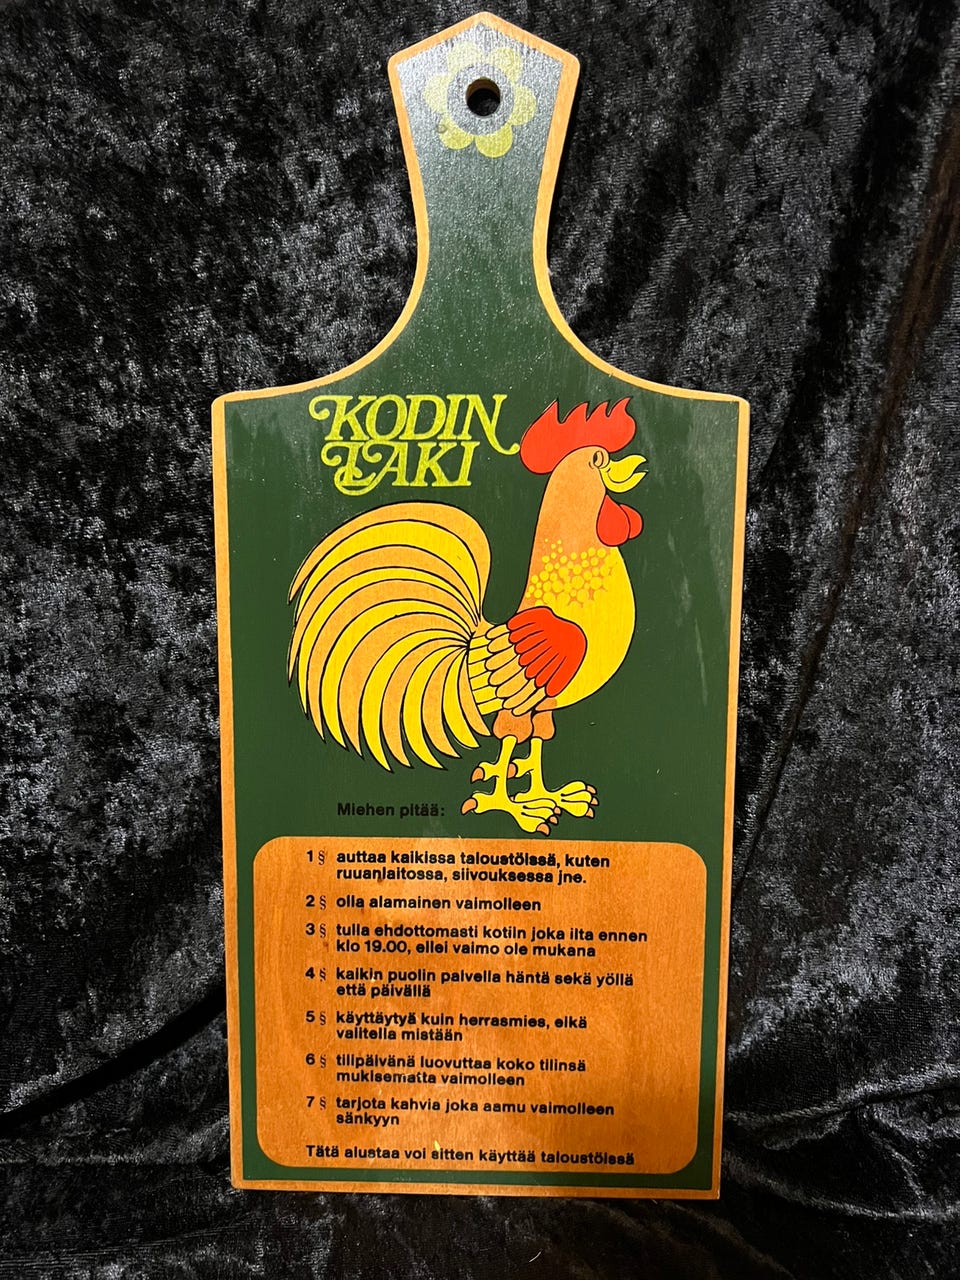 KODIN
LAKI
Miehen pitää:
1 § auttaa kaikissa taloustöissä, kuten
ruuanlaitossa, siivouksessa jne.
2 § olla alamainen vaimolleen
3 § tulla ehdottomasti kotiin joka ilta ennen
klo 19.00, ellei vaimo ole mukana
4 § kaikin puolin palvella häntä sekä yöllä
että päivällä
5 § käyttäytyä kuin herrasmies, eikä
valitella mistään
6 § tilipäivänä luovuttaa koko tilinsä
mukisematta vaimolleen
7 § tarjota kahvia joka aamu vaimolleen
sänkyyn
Tätä alustaa voi sitten käyttää taloustöissä